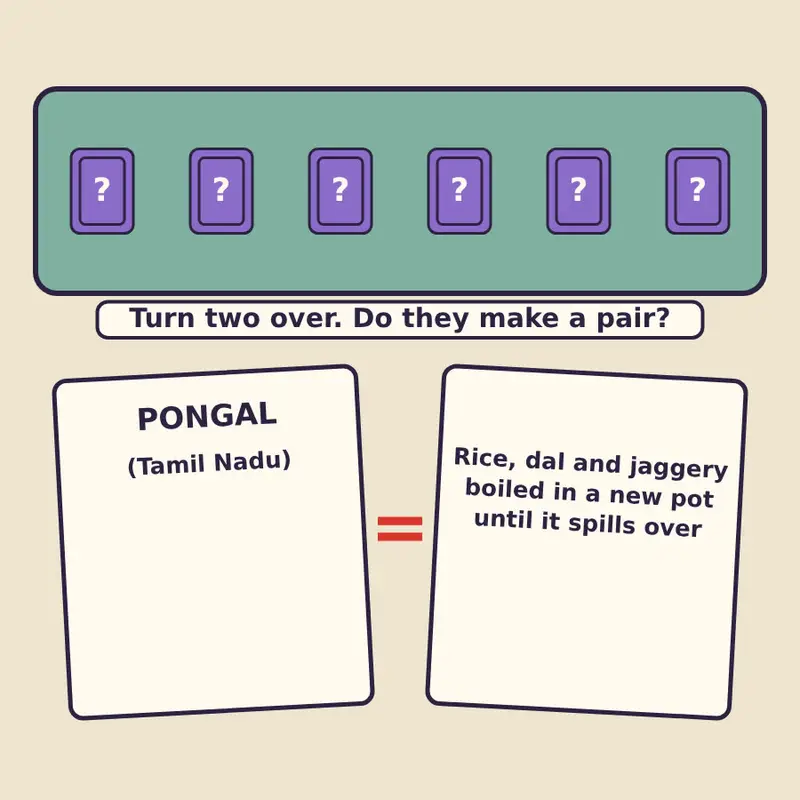 ? ? ? ? ? ?
Turn two over. Do they make a pair?
PONGAL
(Tamil Nadu)
=
Rice, dal and jaggery
boiled in a new pot
until it spills over